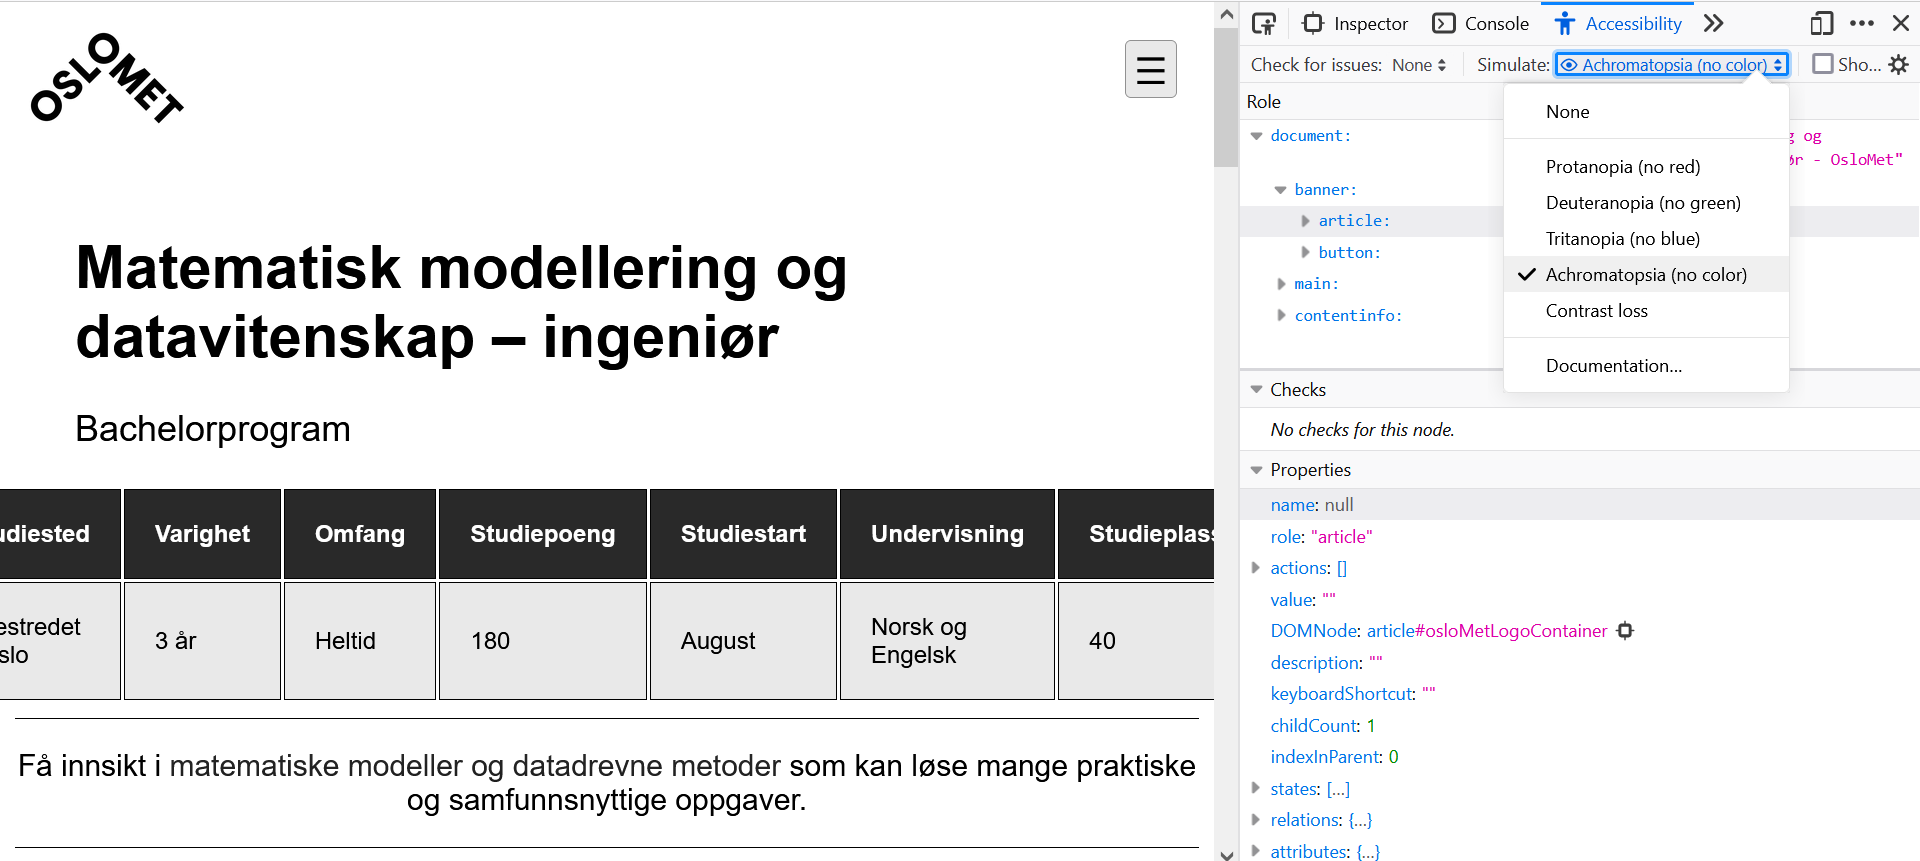 OSLOMET
Matematisk modellering og
datavitenskap – ingeniør
Bachelorprogram
udiested Varighet Omfang Studiepoeng Studiestart Undervisning Studieplass
estredet
slo
3 år Heltid 180 August
Norsk og
Engelsk
40
Få innsikt i matematiske modeller og datadrevne metoder som kan løse mange praktiske
og samfunnsnyttige oppgaver.
Inspector Console Accessibility
Check for issues: None Simulate: Achromatopsia (no color) Sho...
Role
document: g og
ør - OsloMet"
banner:
article:
button:
main:
contentinfo:
None
Protanopia (no red)
Deuteranopia (no green)
Tritanopia (no blue)
Achromatopsia (no color)
Contrast loss
Documentation...
Checks
No checks for this node.
Properties
name: null
role: "article"
actions: []
value: ""
DOMNode: article#osloMetLogoContainer
description: ""
keyboardShortcut: ""
childCount: 1
indexInParent: 0
states: [...]
relations: {...}
attributes: {...}